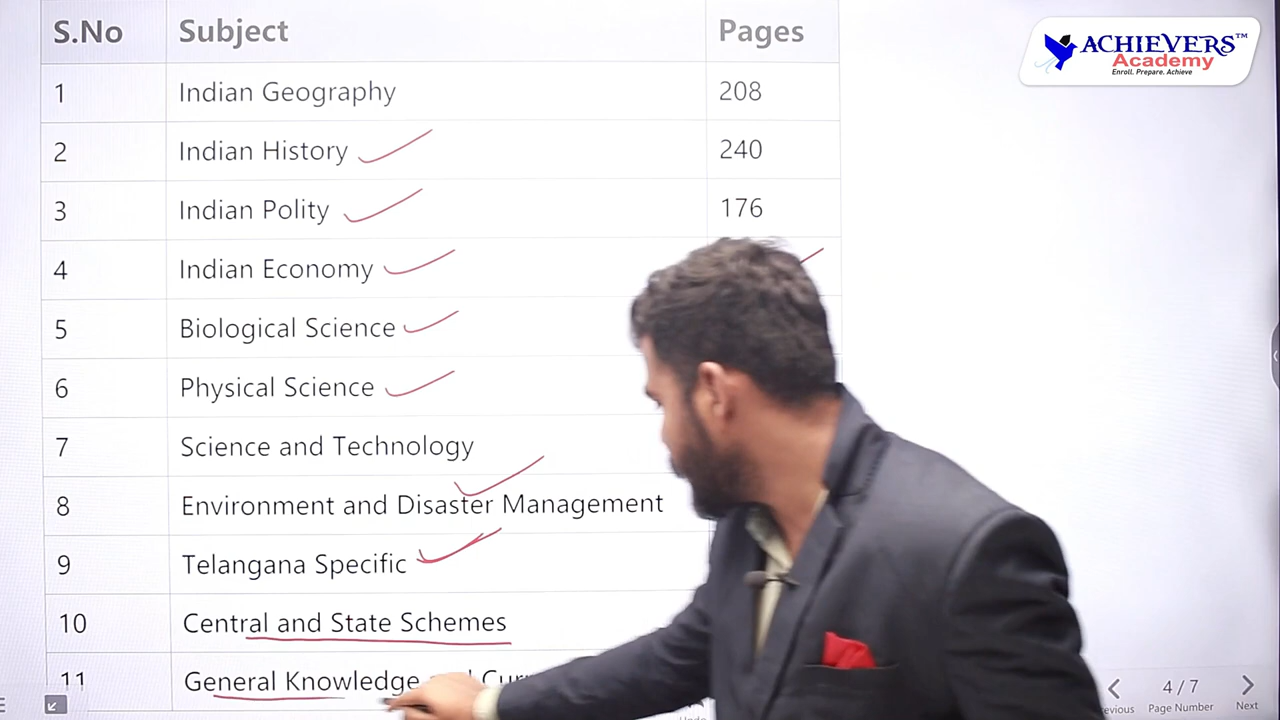 S.No Subject Pages
ACHIEVERS™
Academy
Enroll. Prepare. Achieve
1 Indian Geography 208
2 Indian History 240
3 Indian Polity 176
4 Indian Economy
5 Biological Science
6 Physical Science
7 Science and Technology
8 Environment and Disaster Management
9 Telangana Specific
10 Central and State Schemes
11 General Knowledge
4/7
Page Number Next